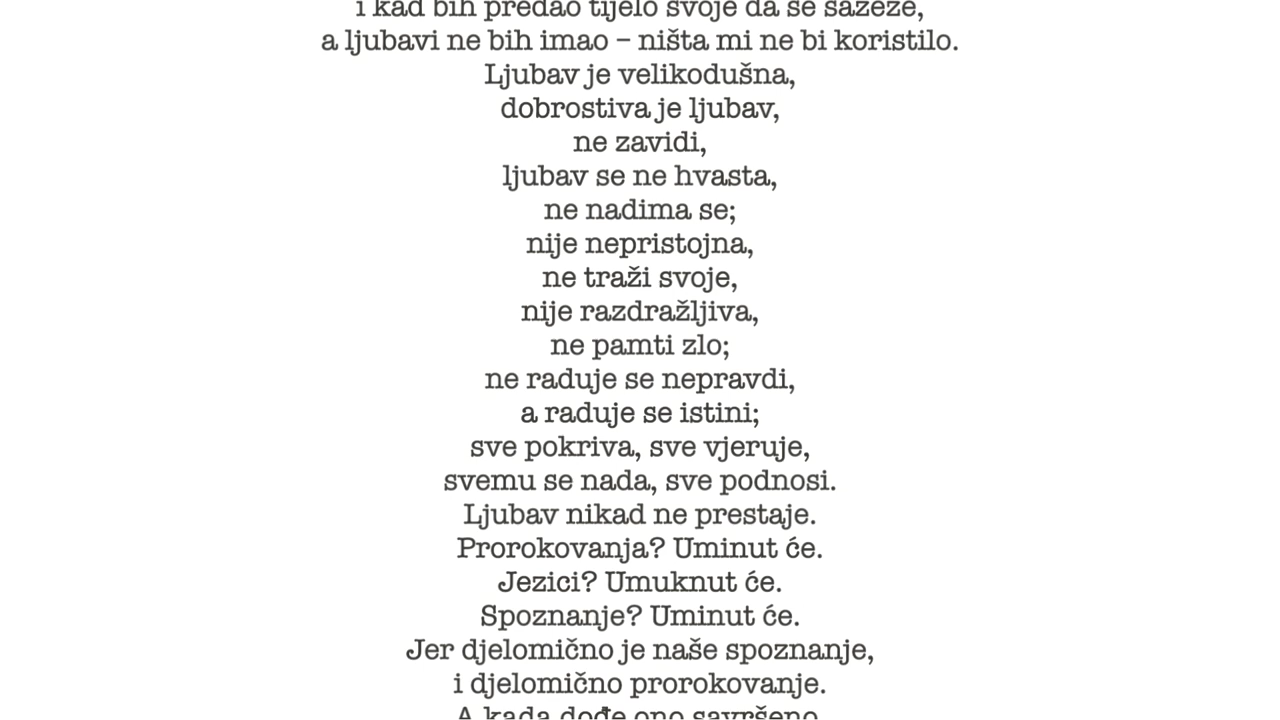 i kad bih predao tijelo svoje da se sažeže,
a ljubavi ne bih imao – ništa mi ne bi koristilo.
Ljubav je velikodušna,
dobrostiva je ljubav,
ne zavidi,
ljubav se ne hvasta,
ne nadima se;
nije nepristojna,
ne traži svoje,
nije razdražljiva,
ne pamti zlo;
ne raduje se nepravdi,
a raduje se istini;
sve pokriva, sve vjeruje,
svemu se nada, sve podnosi.
Ljubav nikad ne prestaje.
Prorokovanja? Uminut će.
Jezici? Umuknut će.
Spoznanje? Uminut će.
Jer djelomično je naše spoznanje,
i djelomično prorokovanje.
A kada dođe ono savršeno